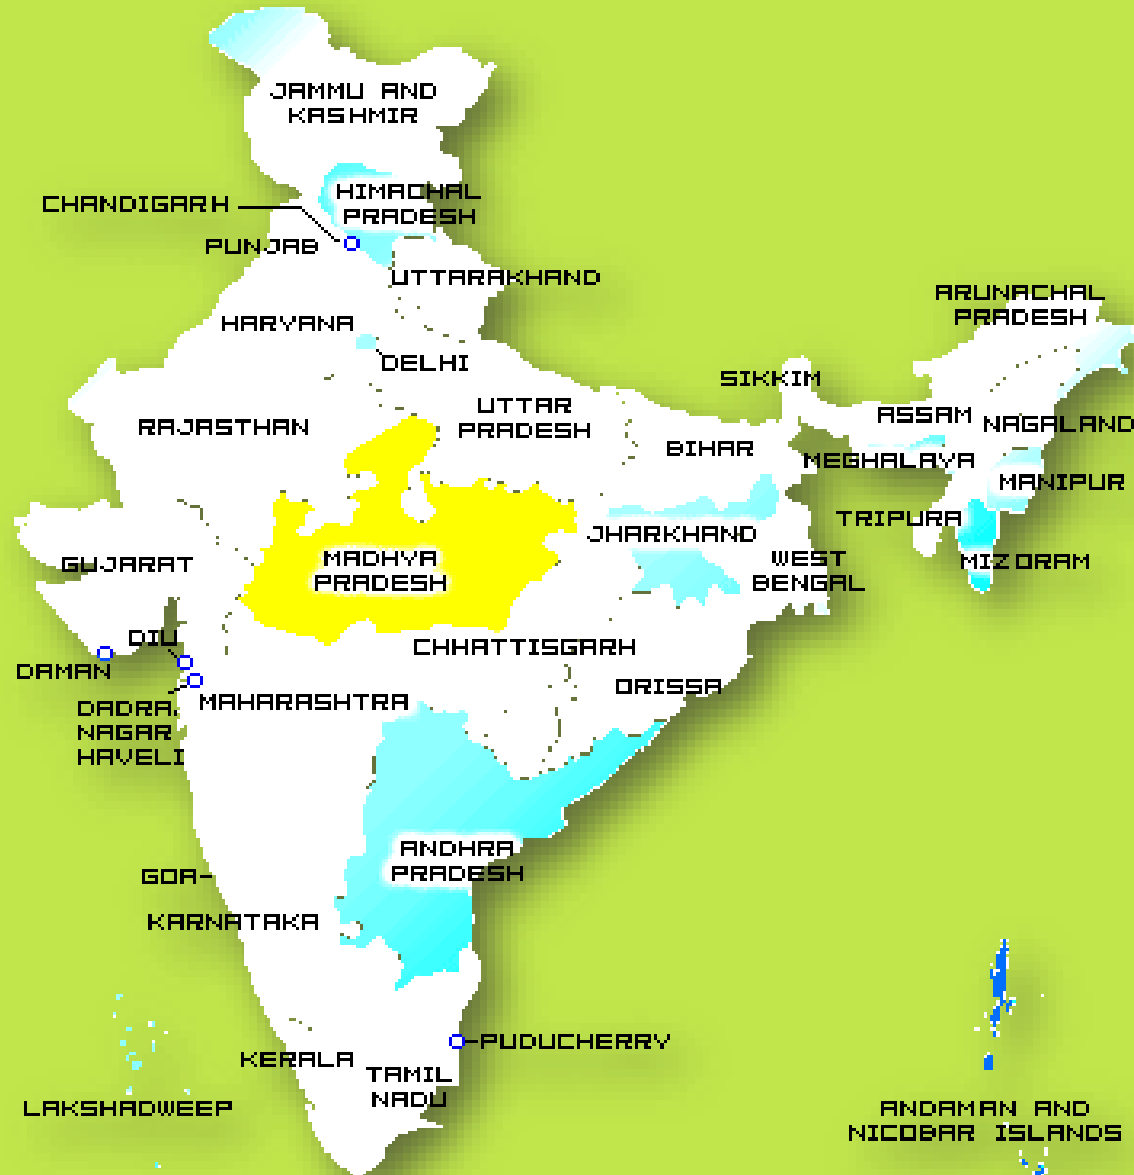 JAMMU AND
KASHMIR
HIMACHAL
PRADESH
CHANDIGARH
PUNJAB
UTTARAKHAND
ARUNACHAL
PRADESH
HARYANA
DELHI
SIKKIM
UTTAR
PRADESH
RAJASTHAN
ASSAM
NAGALAND
BIHAR
MEGHALAYA
MANIPUR
TRIPURA
JHARKHAND
MADHYA
PRADESH
WEST
BENGAL
GUJARAT
MIZORAM
DIU
CHHATTISGARH
DAMAN
ORISSA
MAHARASHTRA
DADRA,
NAGAR
HAVELI
ANDHRA
PRADESH
GOA-
KARNATAKA
PUDUCHERRY
KERALA
TAMIL
NADU
LAKSHADWEEP
ANDAMAN AND
NICOBAR ISLANDS